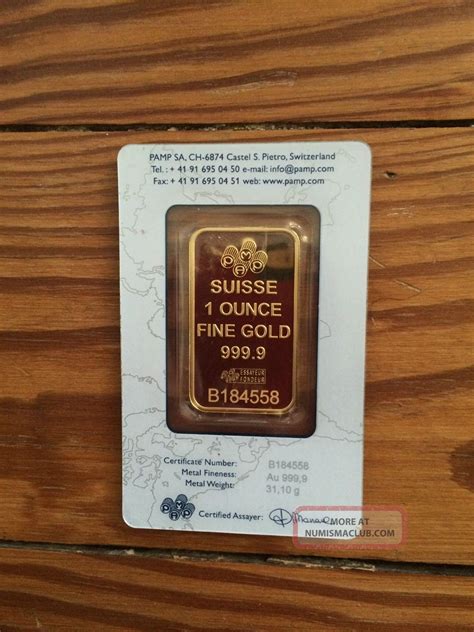 PAMP SA, CH-6874 Castel S. Pietro, Switzerland
Tel.: + 41 91 695 04 50 e-mail: info@pamp.com
Fax: + 41 91 695 04 51 web: www.pamp.com
PAMP
SUISSE
1 OUNCE
FINE GOLD
999.9
ESSAYEUR
FONDEUR
B184558
Certificate Number: B184558
Metal Fineness: Au 999,9
Metal Weight: 31,10 g
PAMP
Certified Assayer:
MORE AT
NUMISMACLUB.COM